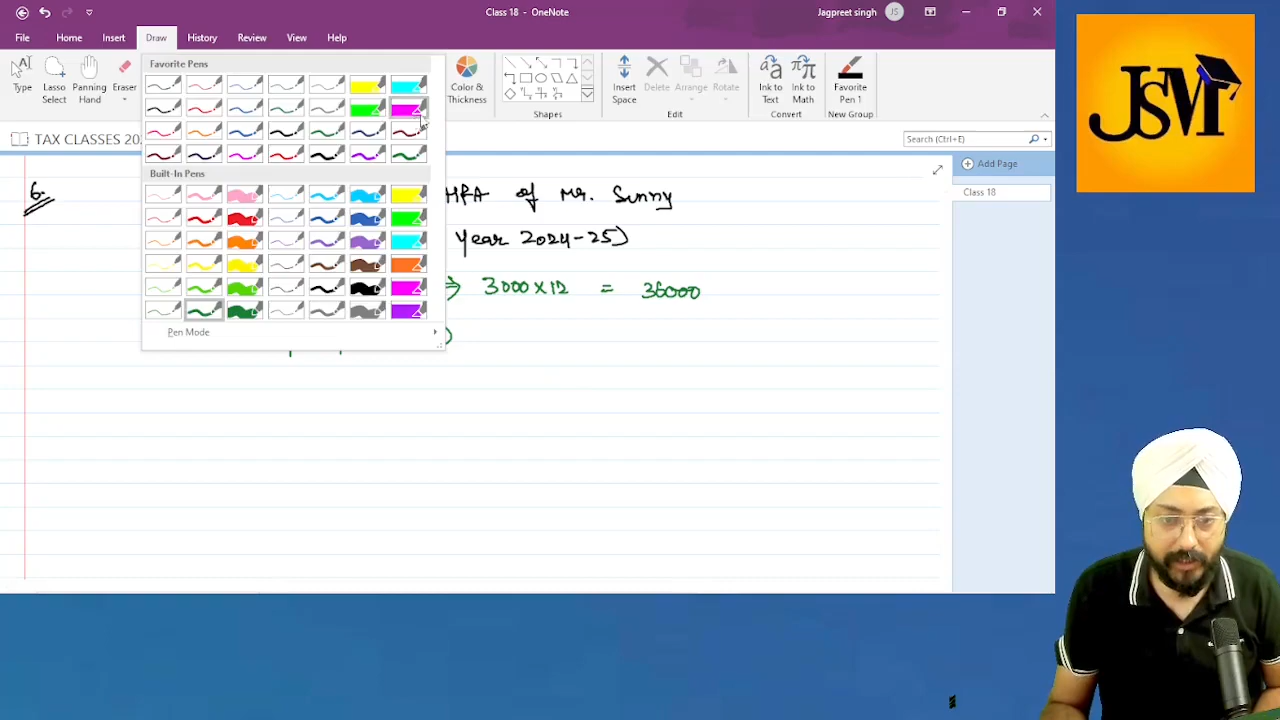 Class 18 - OneNote
Jagpreet singh JS
File Home Insert Draw History Review View Help
Type
Lasso Select
Panning Hand
Eraser
Favorite Pens
Built-In Pens
Pen Mode
Color & Thickness
Shapes
Insert Space
Delete
Arrange
Rotate
Edit
Ink to Text
Ink to Math
Convert
Favorite Pen 1
New Group
TAX CLASSES 20
Search (Ctrl+E)
Add Page
Class 18
6.
HRA of Mr. Sunny
Year 2024-25)
⇒ 3000 x 12 = 36000
JSM